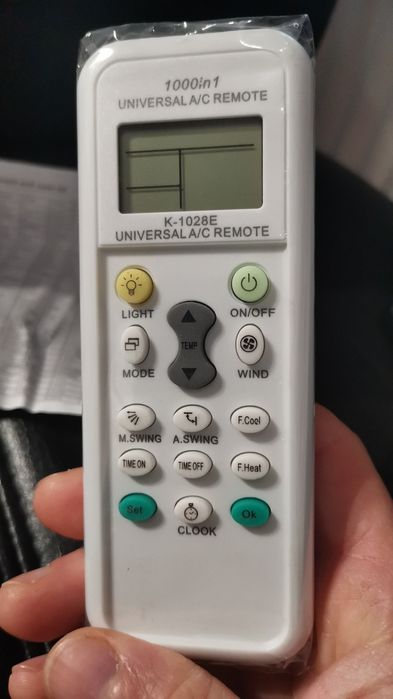 1000in1
UNIVERSAL A/C REMOTE
K-1028E
UNIVERSAL A/C REMOTE
LIGHT
ON/OFF
TEMP
MODE
WIND
M.SWING
A.SWING
F.Cool
TIME ON
TIME OFF
F.Heat
Set
CLOOK
Ok